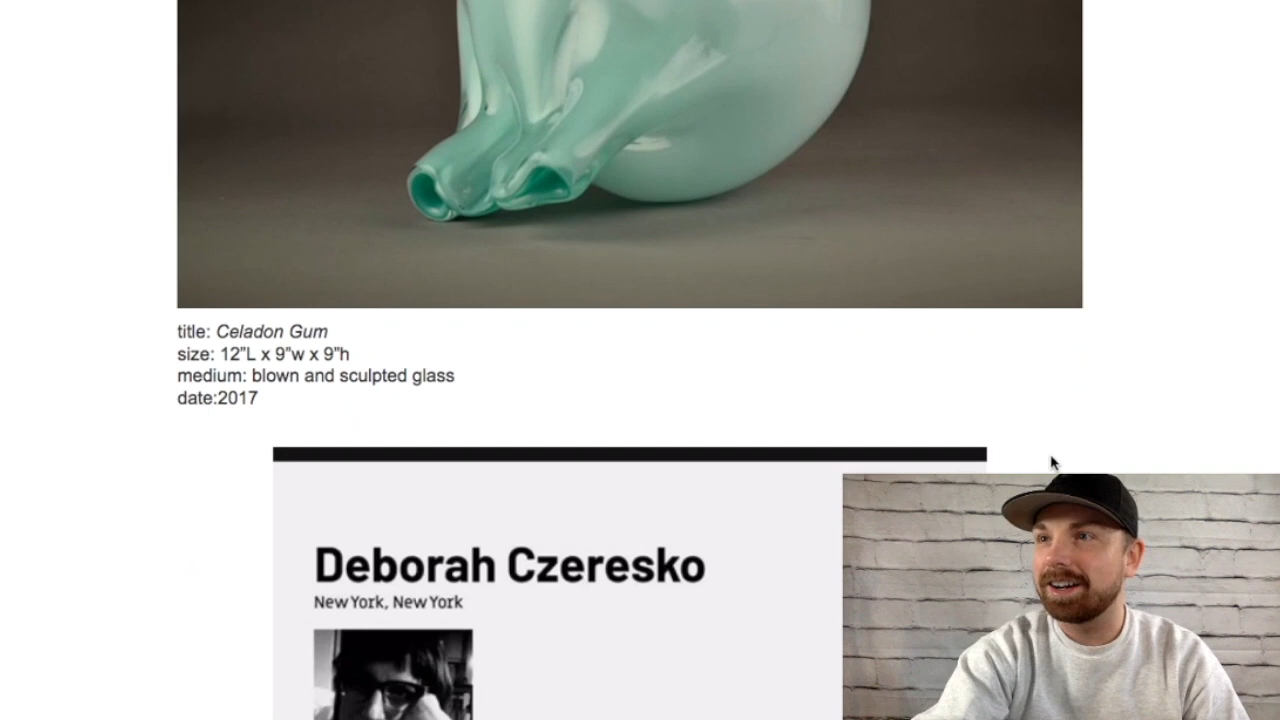 title: Celadon Gum
size: 12”L x 9”w x 9”h
medium: blown and sculpted glass
date:2017
Deborah Czeresko
New York, New York